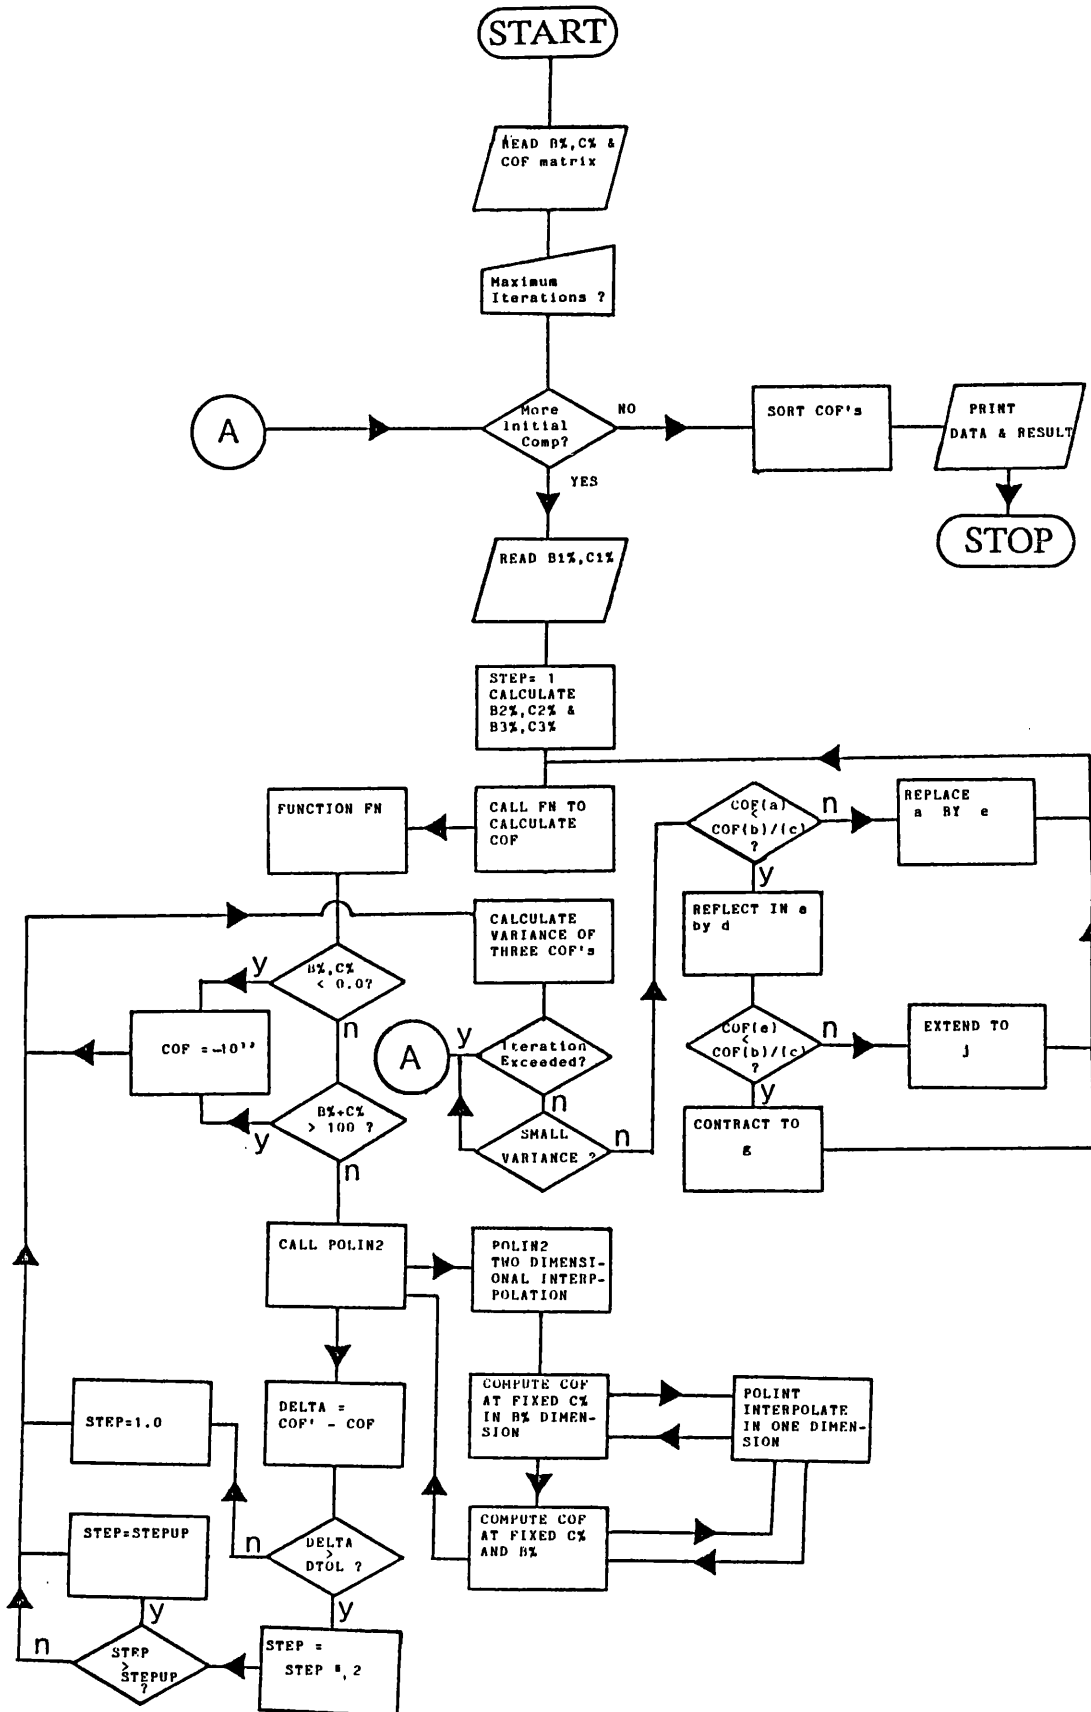 START
READ B%,C% &
COF matrix
Maximum
Iterations ?
A
More
Initial
Comp?
NO
YES
SORT COF's
PRINT
DATA & RESULT
STOP
READ B1%,C1%
STEP= 1
CALCULATE
B2%,C2% &
B3%,C3%
FUNCTION FN
CALL FN TO
CALCULATE
COF
COF(a)
<
COF(b)/(c)
?
n
y
REPLACE
a BY e
CALCULATE
VARIANCE OF
THREE COF's
REFLECT IN e
by d
B%,C%
< 0.0?
y
n
COF =-10
A
y
Iteration
Exceeded?
n
COF(e)
<
COF(b)/(c)
?
n
y
EXTEND TO
j
B%+C%
> 100 ?
y
n
SMALL
VARIANCE ?
n
CONTRACT TO
g
CALL POLIN2
POLIN2
TWO DIMENSI-
ONAL INTERP-
POLATION
STEP=1.0
DELTA =
COF' - COF
COMPUTE COF
AT FIXED C%
IN B% DIMEN-
SION
POLINT
INTERPOLATE
IN ONE DIMEN-
SION
STEP=STEPUP
DELTA
>
DTOL ?
n
y
COMPUTE COF
AT FIXED C%
AND B%
y
n
STEP
>
STEPUP
?
STEP =
STEP , 2